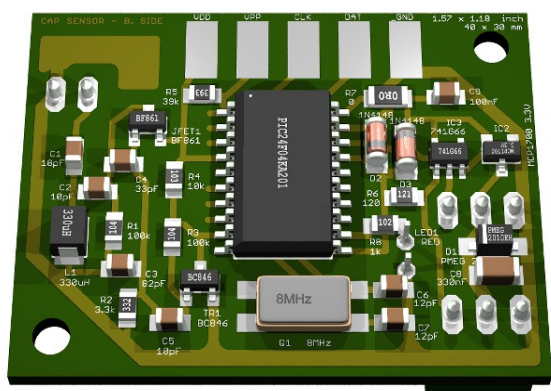 CAP SENSOR - B. SIDE
VDD
VPP
CLK
DAT
GND
1.57 x 1.18 inch
40 x 30 mm
R5
39k
393
BF861
JFET1
BF861
C1
18pF
C2
10pF
C4
33pF
R4
10k
103
PIC24F04KA201
R7
0
0R0
C9
100nF
1N4148
1N4148
D2
D3
IC3
741G66
741G66
IC2
MCP1700 3.3V
R6
120
121
330uH
L1
330uH
R1
100k
104
R3
100k
104
102
R8
1k
LED1
RED
D1
PMEG
C8
330nF
C3
82pF
R2
3.3k
332
BC846
TR1
BC846
C5
10pF
8MHz
Q1 8MHz
C6
12pF
C7
12pF